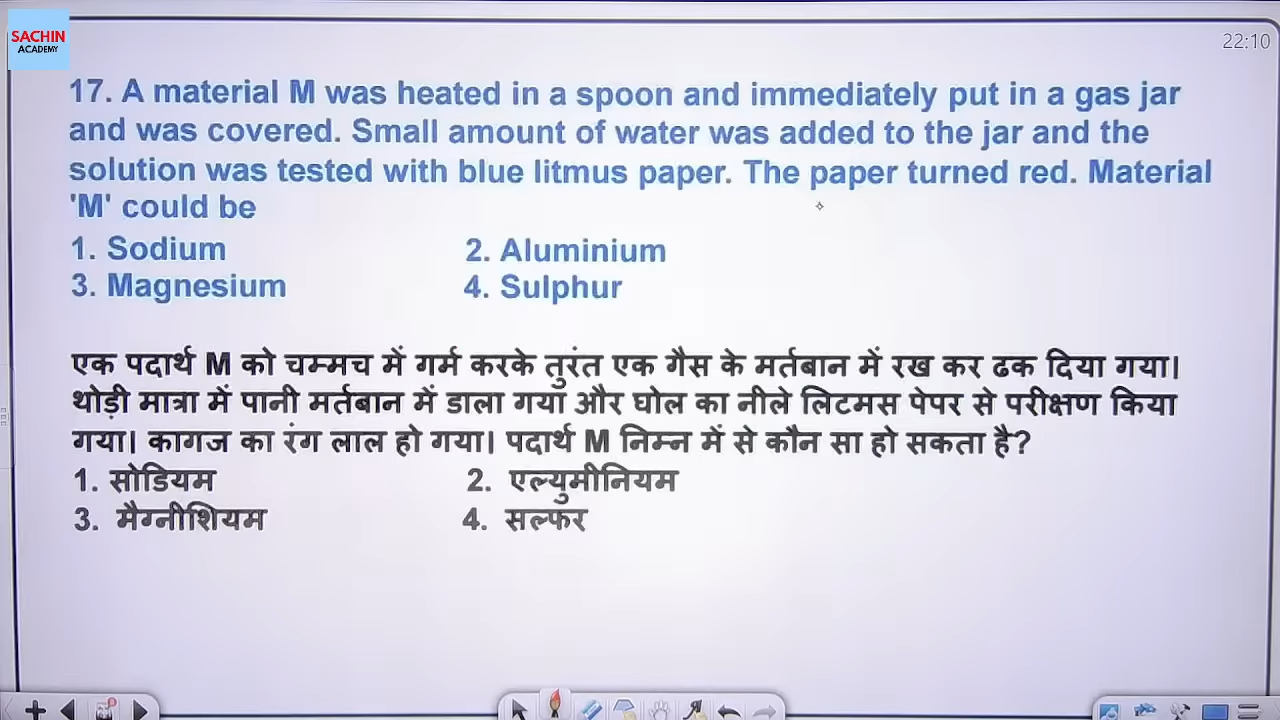 SACHIN
ACADEMY
22:10
17. A material M was heated in a spoon and immediately put in a gas jar
and was covered. Small amount of water was added to the jar and the
solution was tested with blue litmus paper. The paper turned red. Material
'M' could be
1. Sodium 2. Aluminium
3. Magnesium 4. Sulphur
एक पदार्थ M को चम्मच में गर्म करके तुरंत एक गैस के मर्तबान में रख कर ढक दिया गया।
थोड़ी मात्रा में पानी मर्तबान में डाला गया और घोल का नीले लिटमस पेपर से परीक्षण किया
गया। कागज का रंग लाल हो गया। पदार्थ M निम्न में से कौन सा हो सकता है?
1. सोडियम 2. एल्युमीनियम
3. मैग्नीशियम 4. सल्फर